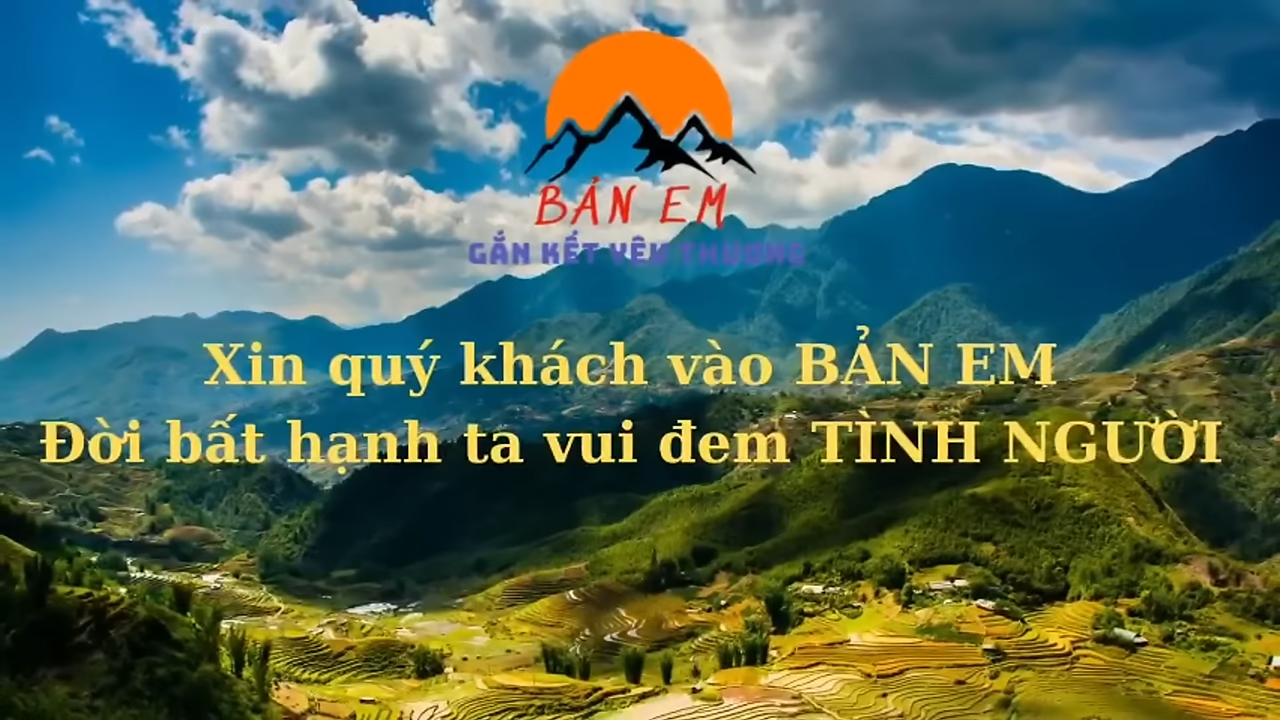 BẢN EM
GẮN KẾT YÊU THƯƠNG
Xin quý khách vào BẢN EM
Đời bất hạnh ta vui đem TÌNH NGƯỜI